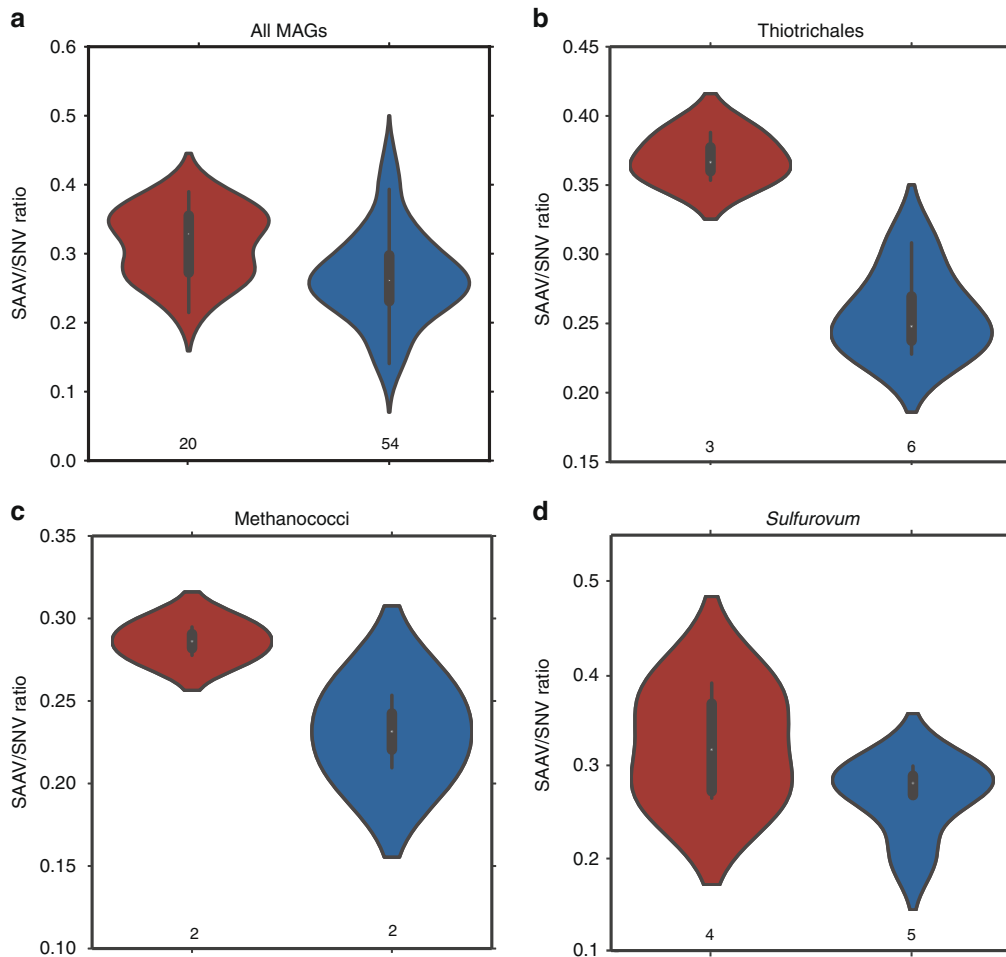 a
All MAGs
SAAV/SNV ratio
0.6
0.5
0.4
0.3
0.2
0.1
0.0
20
54
b
Thiotrichales
SAAV/SNV ratio
0.45
0.40
0.35
0.30
0.25
0.20
0.15
3
6
c
Methanococci
SAAV/SNV ratio
0.35
0.30
0.25
0.20
0.15
0.10
2
2
d
Sulfurovum
SAAV/SNV ratio
0.5
0.4
0.3
0.2
0.1
4
5